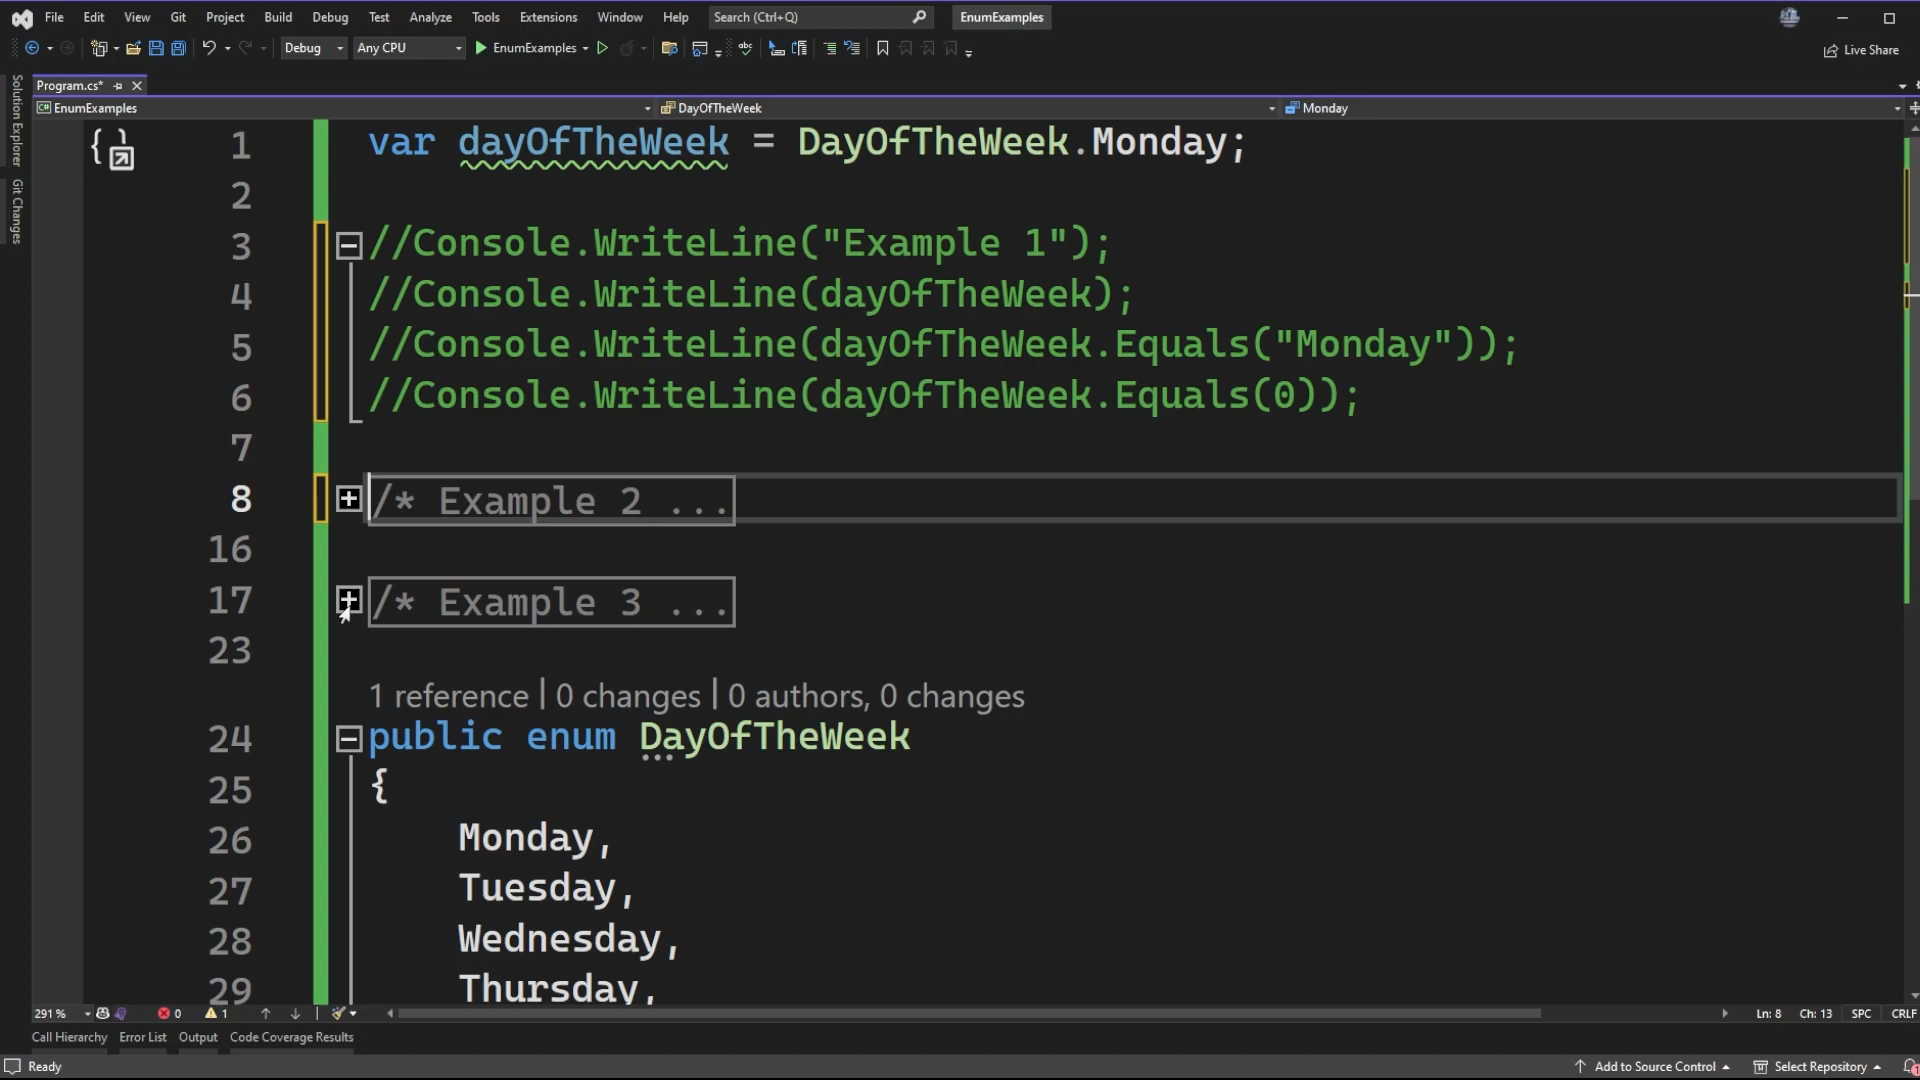 File Edit View Git Project Build Debug Test Analyze Tools Extensions Window Help Search (Ctrl+Q) EnumExamples
Debug Any CPU EnumExamples Live Share
Solution Explorer
Git Changes
Program.cs*
C# EnumExamples DayOfTheWeek Monday
1 var dayOfTheWeek = DayOfTheWeek.Monday;
2
3 //Console.WriteLine("Example 1");
4 //Console.WriteLine(dayOfTheWeek);
5 //Console.WriteLine(dayOfTheWeek.Equals("Monday"));
6 //Console.WriteLine(dayOfTheWeek.Equals(0));
7
8 /* Example 2 ...
16
17 /* Example 3 ...
23
1 reference | 0 changes | 0 authors, 0 changes
24 public enum DayOfTheWeek
25 {
26 Monday,
27 Tuesday,
28 Wednesday,
29 Thursday,
291 % 0 1 Ln: 8 Ch: 13 SPC CRLF
Call Hierarchy Error List Output Code Coverage Results
Ready Add to Source Control Select Repository 1